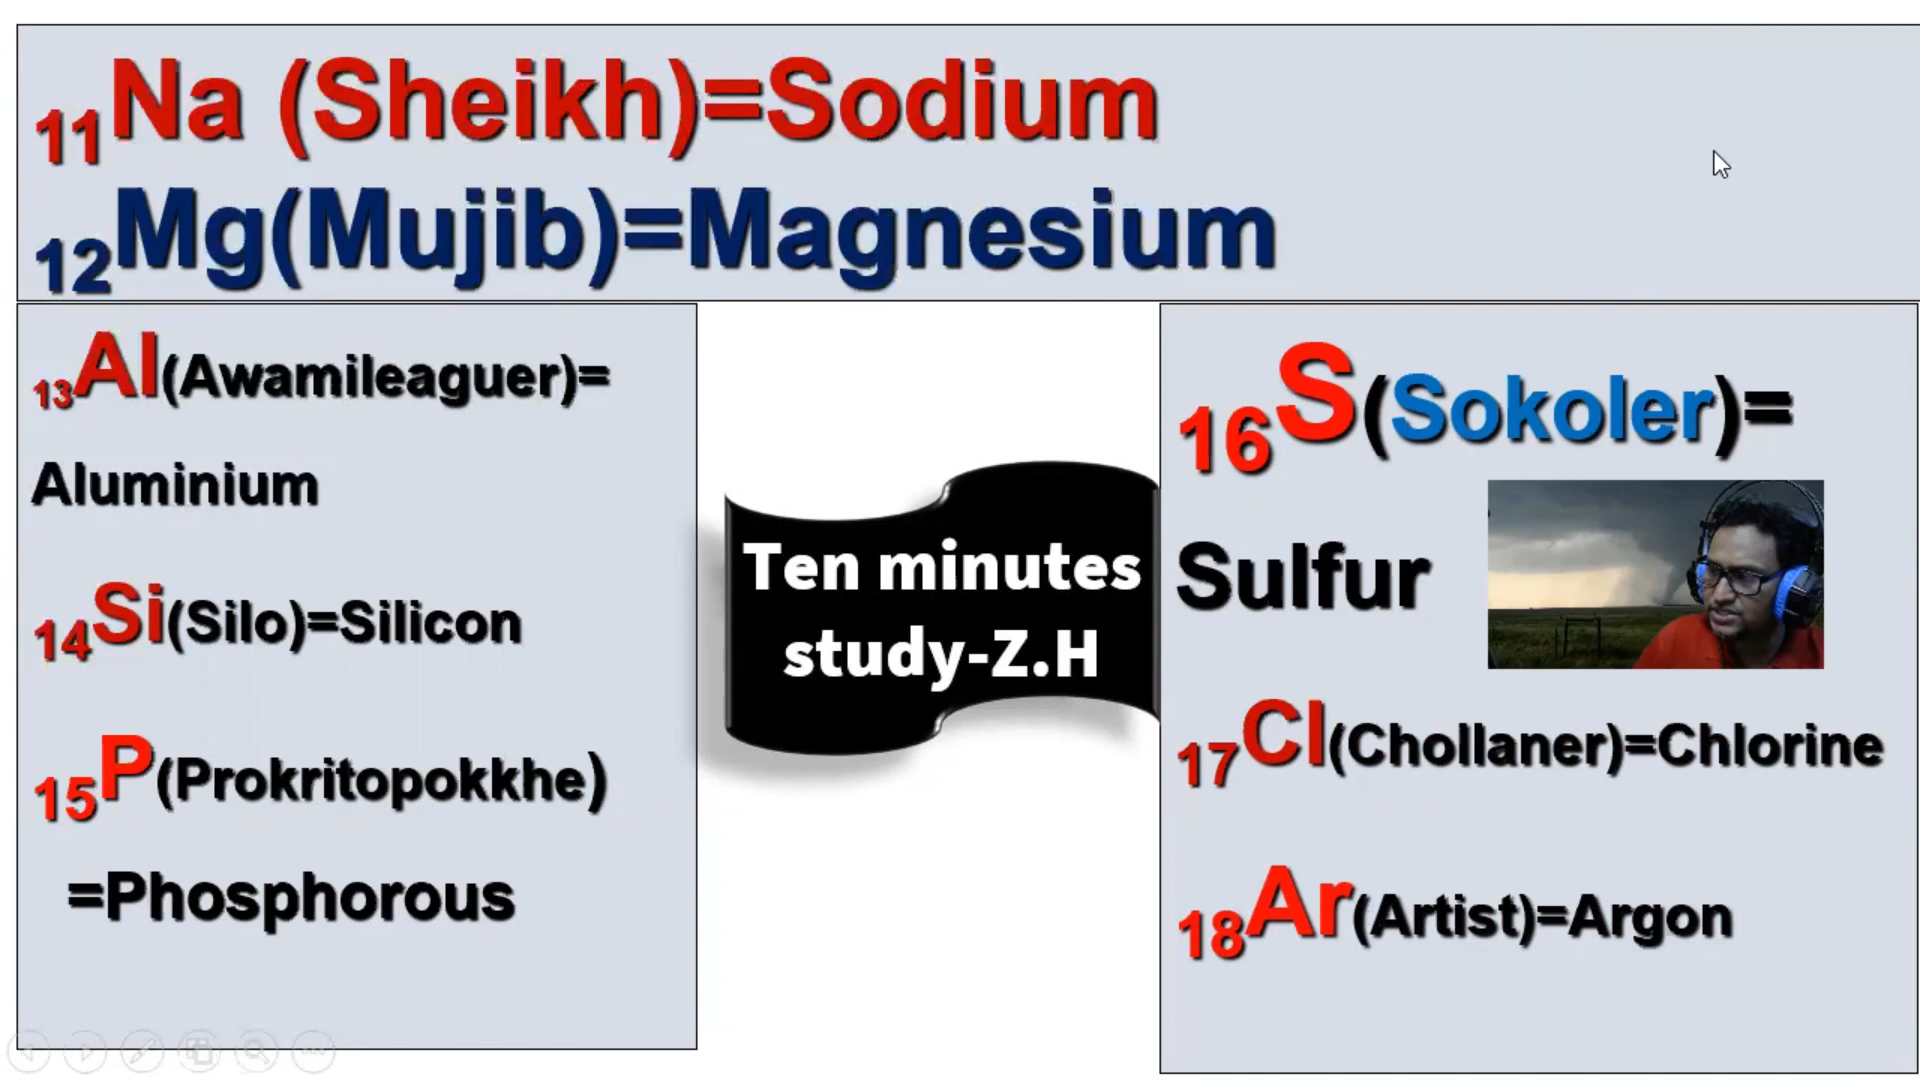 11Na (Sheikh)=Sodium
12Mg(Mujib)=Magnesium
13Al(Awamileaguer)=
Aluminium
14Si(Silo)=Silicon
15P(Prokritopokkhe)
=Phosphorous
Ten minutes
study-Z.H
16S(Sokoler)=
Sulfur
17Cl(Chollaner)=Chlorine
18Ar(Artist)=Argon